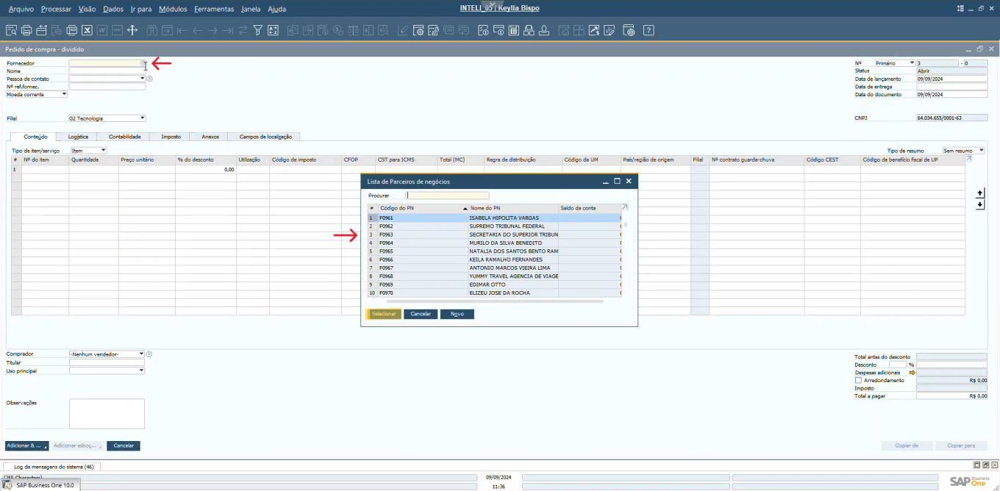 Arquivo Processar Visão Dados Ir para Módulos Ferramentas Janela Ajuda
INTELI_05 | Keylla Bispo
Pedido de compra - dividido
Fornecedor
Nome
Pessoa de contato
Nº ref.fornec.
Moeda corrente
Filial G2 Tecnologia
Nº Primário 3 - 0
Status Abrir
Data de lançamento 09/09/2024
Data de entrega
Data do documento 09/09/2024
CNPJ 64.034.655/0001-63
Conteúdo Logística Contabilidade Imposto Anexos Campos de localização
Tipo de item/serviço Item
Tipo de resumo Sem resumo
# Nº do item Quantidade Preço unitário % do desconto Utilização Código de imposto CFOP CST para ICMS Total (MC) Regra de distribuição Código da UM País/região de origem Filial Nº contrato guarda-chuva Código CEST Código de benefício fiscal de UF
1 0,00
Lista de Parceiros de negócios
Procurar
# Código do PN Nome do PN Saldo da conta
1 F0961 ISABELA HIPOLITA VARGAS
2 F0962 SUPREMO TRIBUNAL FEDERAL
3 F0963 SECRETARIA DO SUPERIOR TRIBUN
4 F0964 MURILO DA SILVA BENEDITO
5 F0965 NATALIA DOS SANTOS BENTO RAM
6 F0966 KEILA RAMALHO FERNANDES
7 F0967 ANTONIO MARCOS VIEIRA LIMA
8 F0968 YUMMY TRAVEL AGENCIA DE VIAGE
9 F0969 EDIMAR OTTO
10 F0970 ELIZEU JOSE DA ROCHA
Selecionar Cancelar Novo
Comprador -Nenhum vendedor-
Titular
Uso principal
Observações
Total antes do desconto
Desconto %
Despesas adicionais
Arredondamento R$ 0,00
Imposto
Total a pagar R$ 0,00
Adicionar & ... Adicionar esboç... Cancelar
Copiar de Copiar para
Log de mensagens do sistema (46)
09/09/2024
11:36
SAP Business One 10.0
SAP Business One